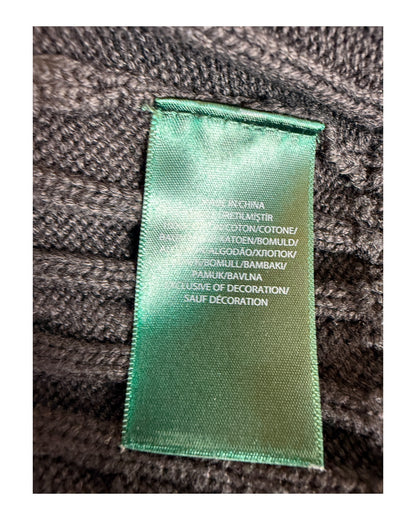 MADE IN CHINA
ÜRETİLMİŞTİR
COTON/COTONE/
KATOEN/BOMULD/
ALGODÃO/ХЛОПОК/
BOMULL/BAMBAKI/
PAMUK/BAVLNA
EXCLUSIVE OF DECORATION/
SAUF DÉCORATION